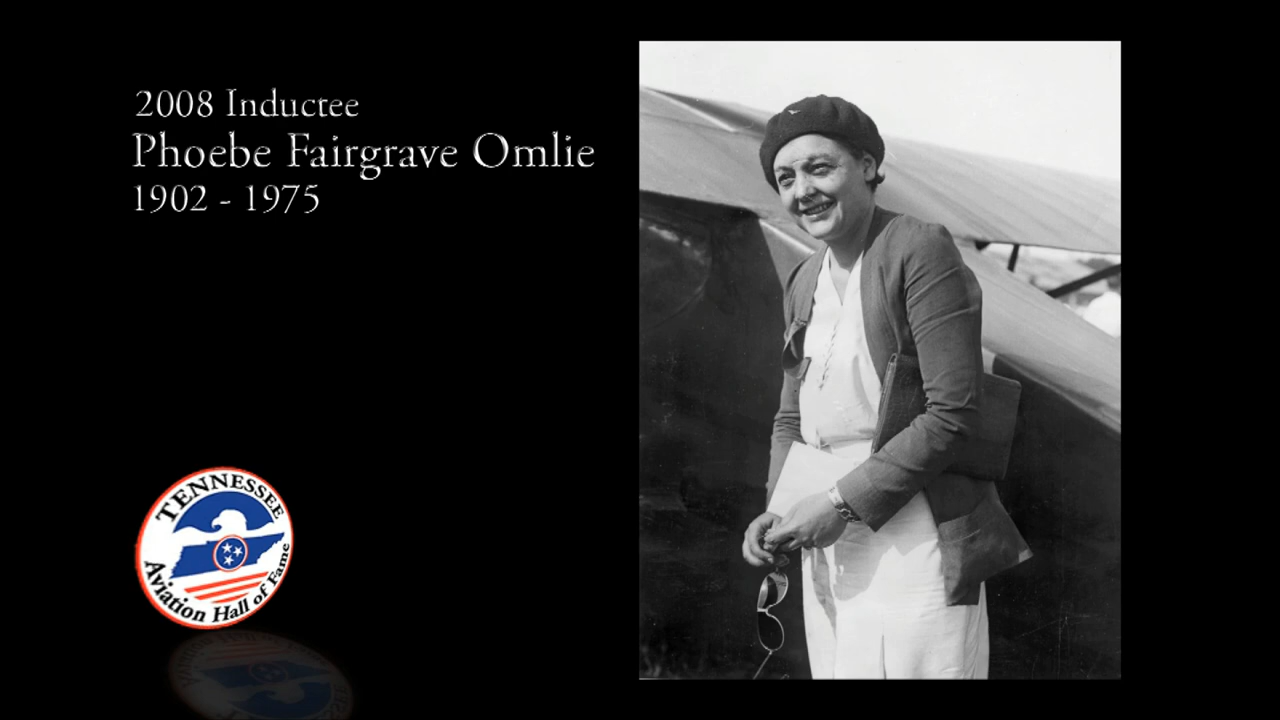 2008 Inductee
Phoebe Fairgrave Omlie
1902 - 1975
TENNESSEE
Aviation Hall of Fame